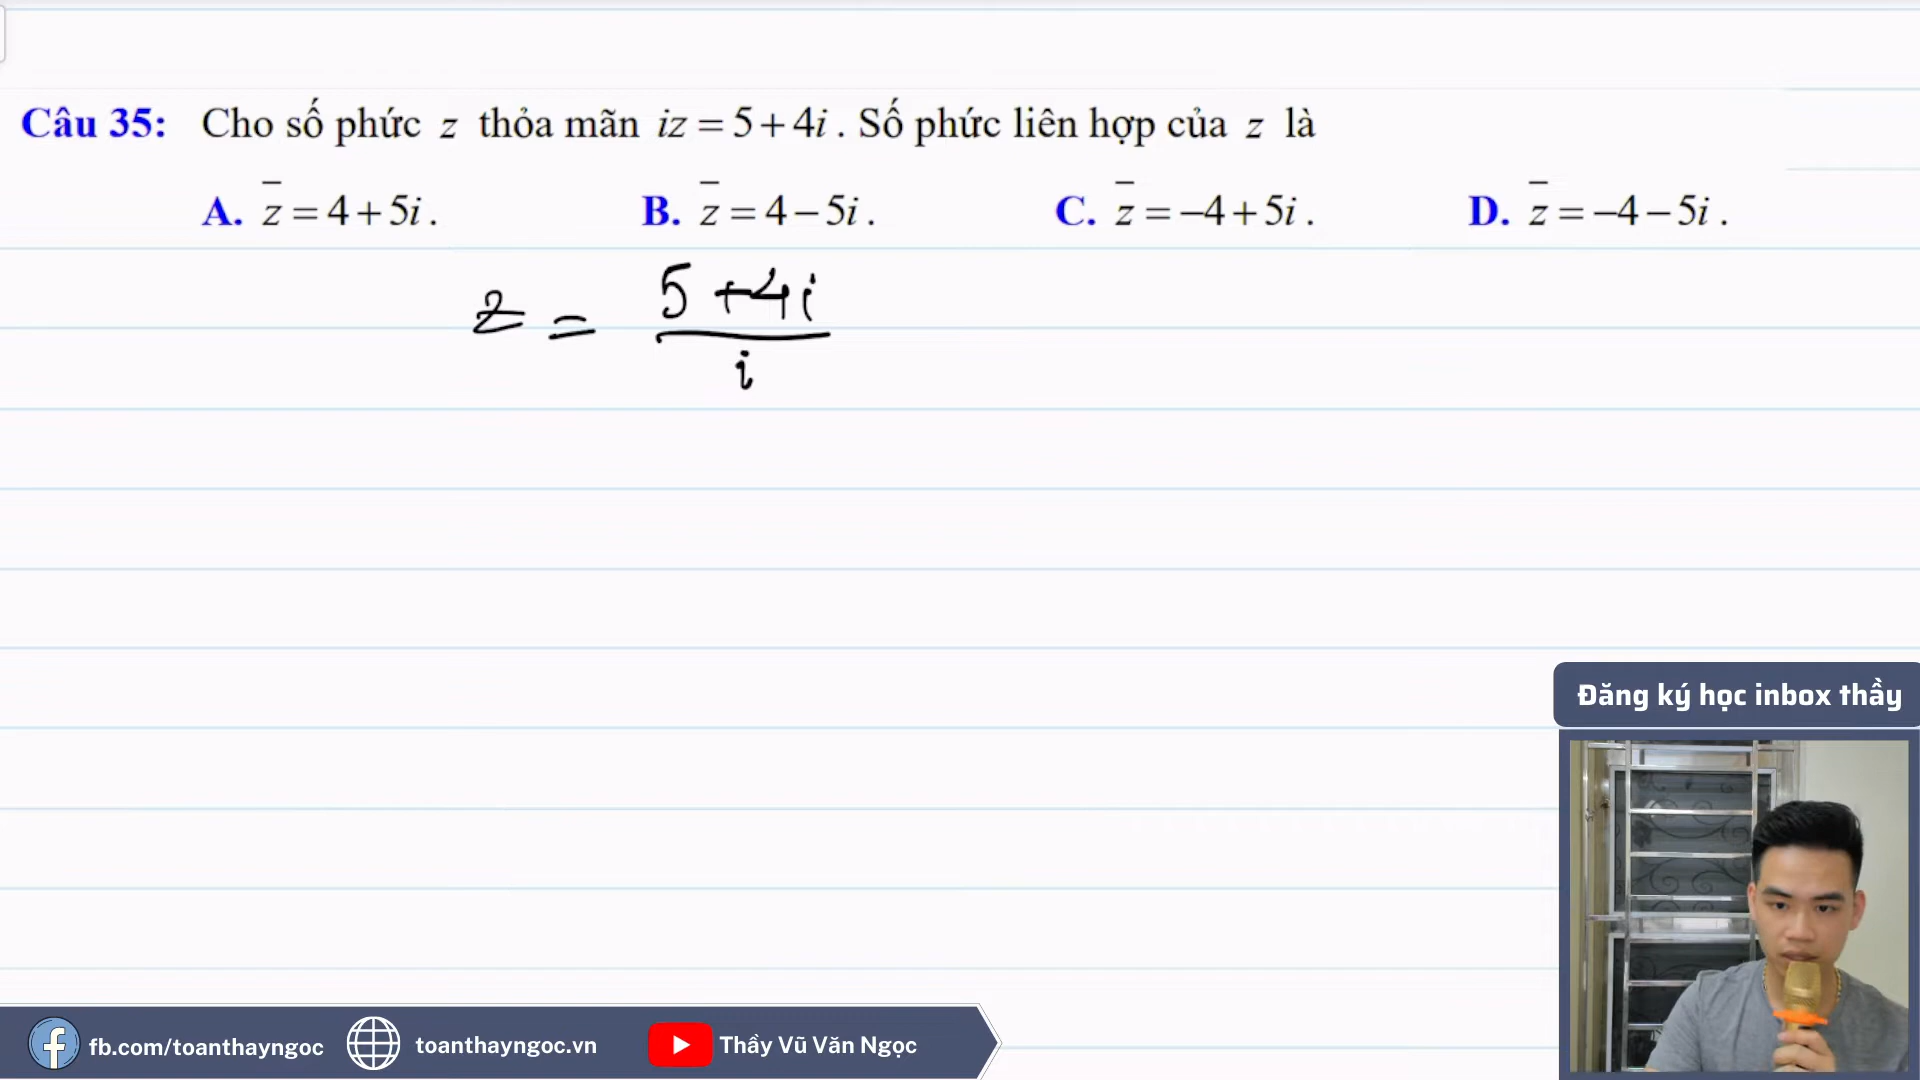 Câu 35: Cho số phức z thỏa mãn iz = 5 + 4i . Số phức liên hợp của z là
A. z̅ = 4 + 5i . B. z̅ = 4 − 5i . C. z̅ = −4 + 5i . D. z̅ = −4 − 5i .
z = (5 + 4i)/i
Đăng ký học inbox thầy
fb.com/toanthayngoc toanthayngoc.vn Thầy Vũ Văn Ngọc